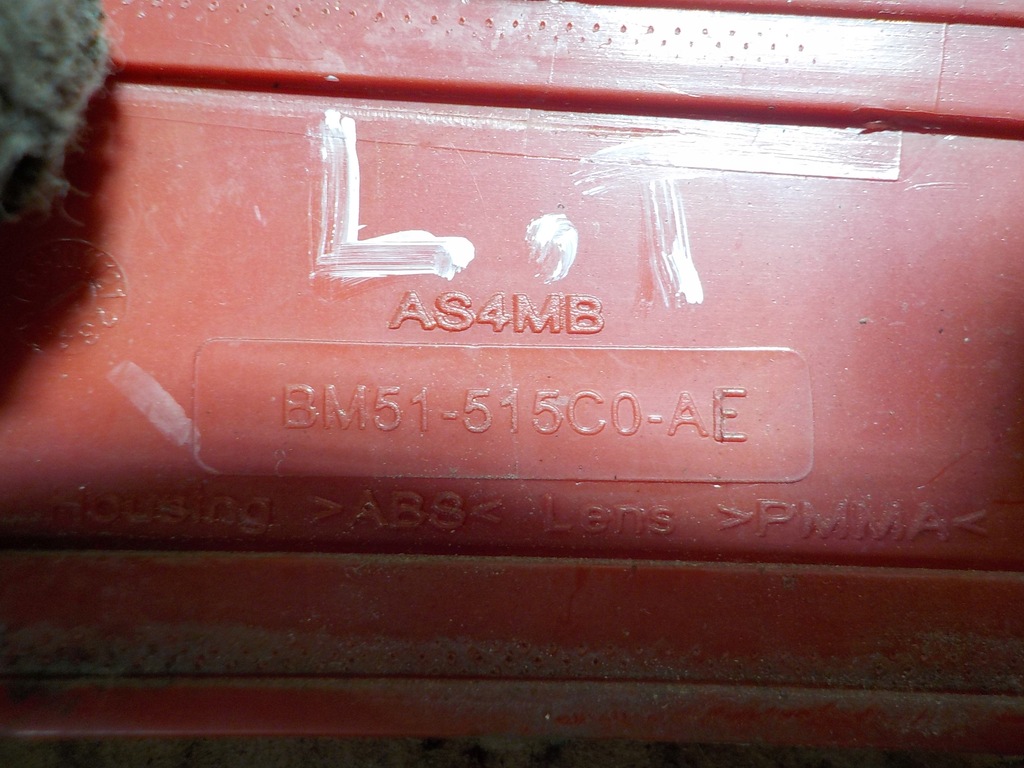 L.T
AS4MB
BM51-515C0-AE
Housing >ABS< Lens >PMMA<